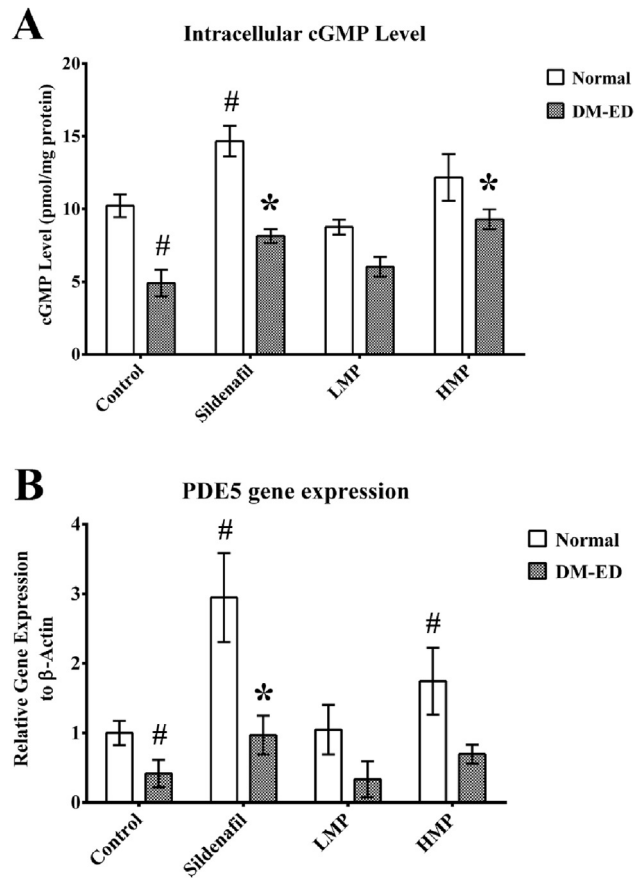 A
Intracellular cGMP Level
cGMP Level (pmol/mg protein)
20
15
10
5
0
Normal
DM-ED
#
#
*
*
Control
Sildenafil
LMP
HMP
B
PDE5 gene expression
Relative Gene Expression
to β-Actin
4
3
2
1
0
Normal
DM-ED
#
#
*
#
Control
Sildenafil
LMP
HMP